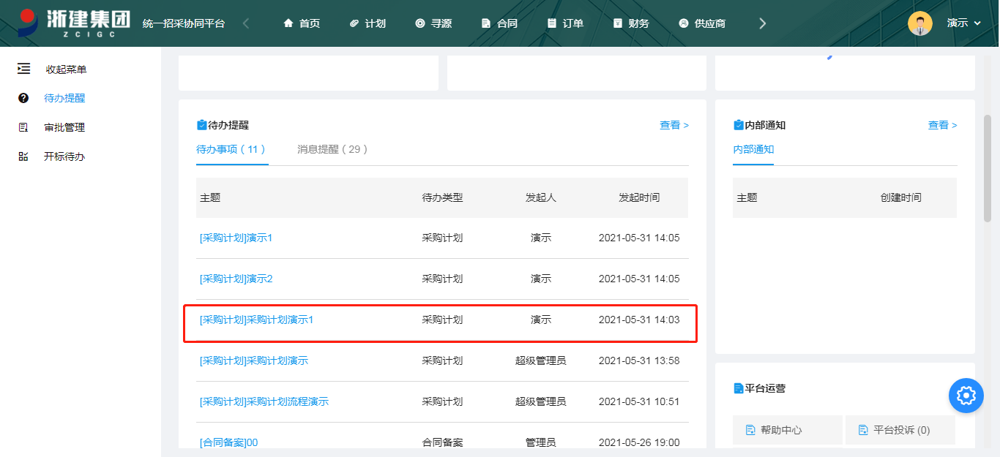 浙建集团
ZCIGC
统一招采协同平台
首页
计划
寻源
合同
订单
财务
供应商
演示
收起菜单
待办提醒
审批管理
开标待办
待办提醒
查看 >
待办事项 ( 11 )
消息提醒 ( 29 )
主题 待办类型 发起人 发起时间
[采购计划]演示1 采购计划 演示 2021-05-31 14:05
[采购计划]演示2 采购计划 演示 2021-05-31 14:05
[采购计划]采购计划演示1 采购计划 演示 2021-05-31 14:03
[采购计划]采购计划演示 采购计划 超级管理员 2021-05-31 13:58
[采购计划]采购计划流程演示 采购计划 超级管理员 2021-05-31 10:51
[合同备案]00 合同备案 管理员 2021-05-26 19:00
内部通知
查看 >
内部通知
主题 创建时间
平台运营
帮助中心
平台投诉 (0)